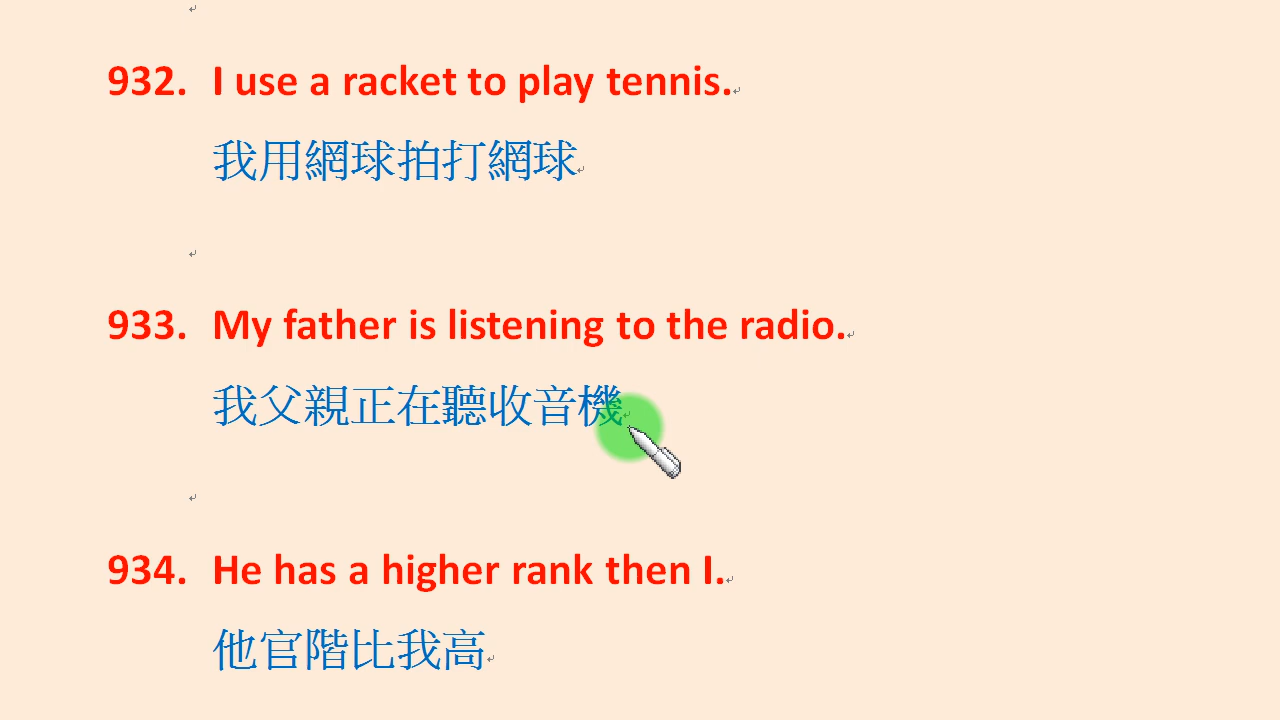 932. I use a racket to play tennis.
我用網球拍打網球
933. My father is listening to the radio.
我父親正在聽收音機
934. He has a higher rank then I.
他官階比我高